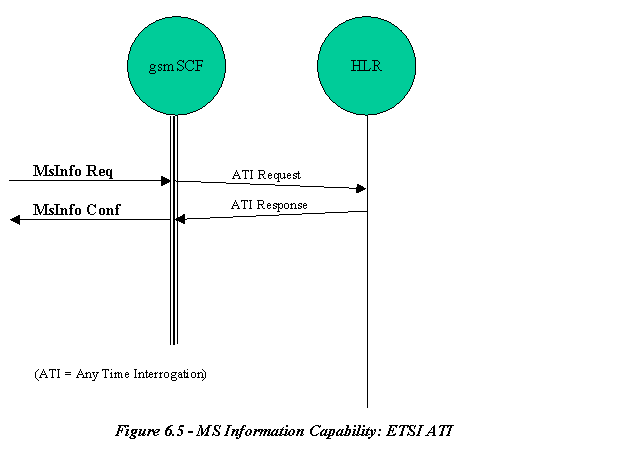 gsmSCF
HLR
MsInfo Req
ATI Request
MsInfo Conf
ATI Response
(ATI = Any Time Interrogation)
Figure 6.5 - MS Information Capability: ETSI ATI